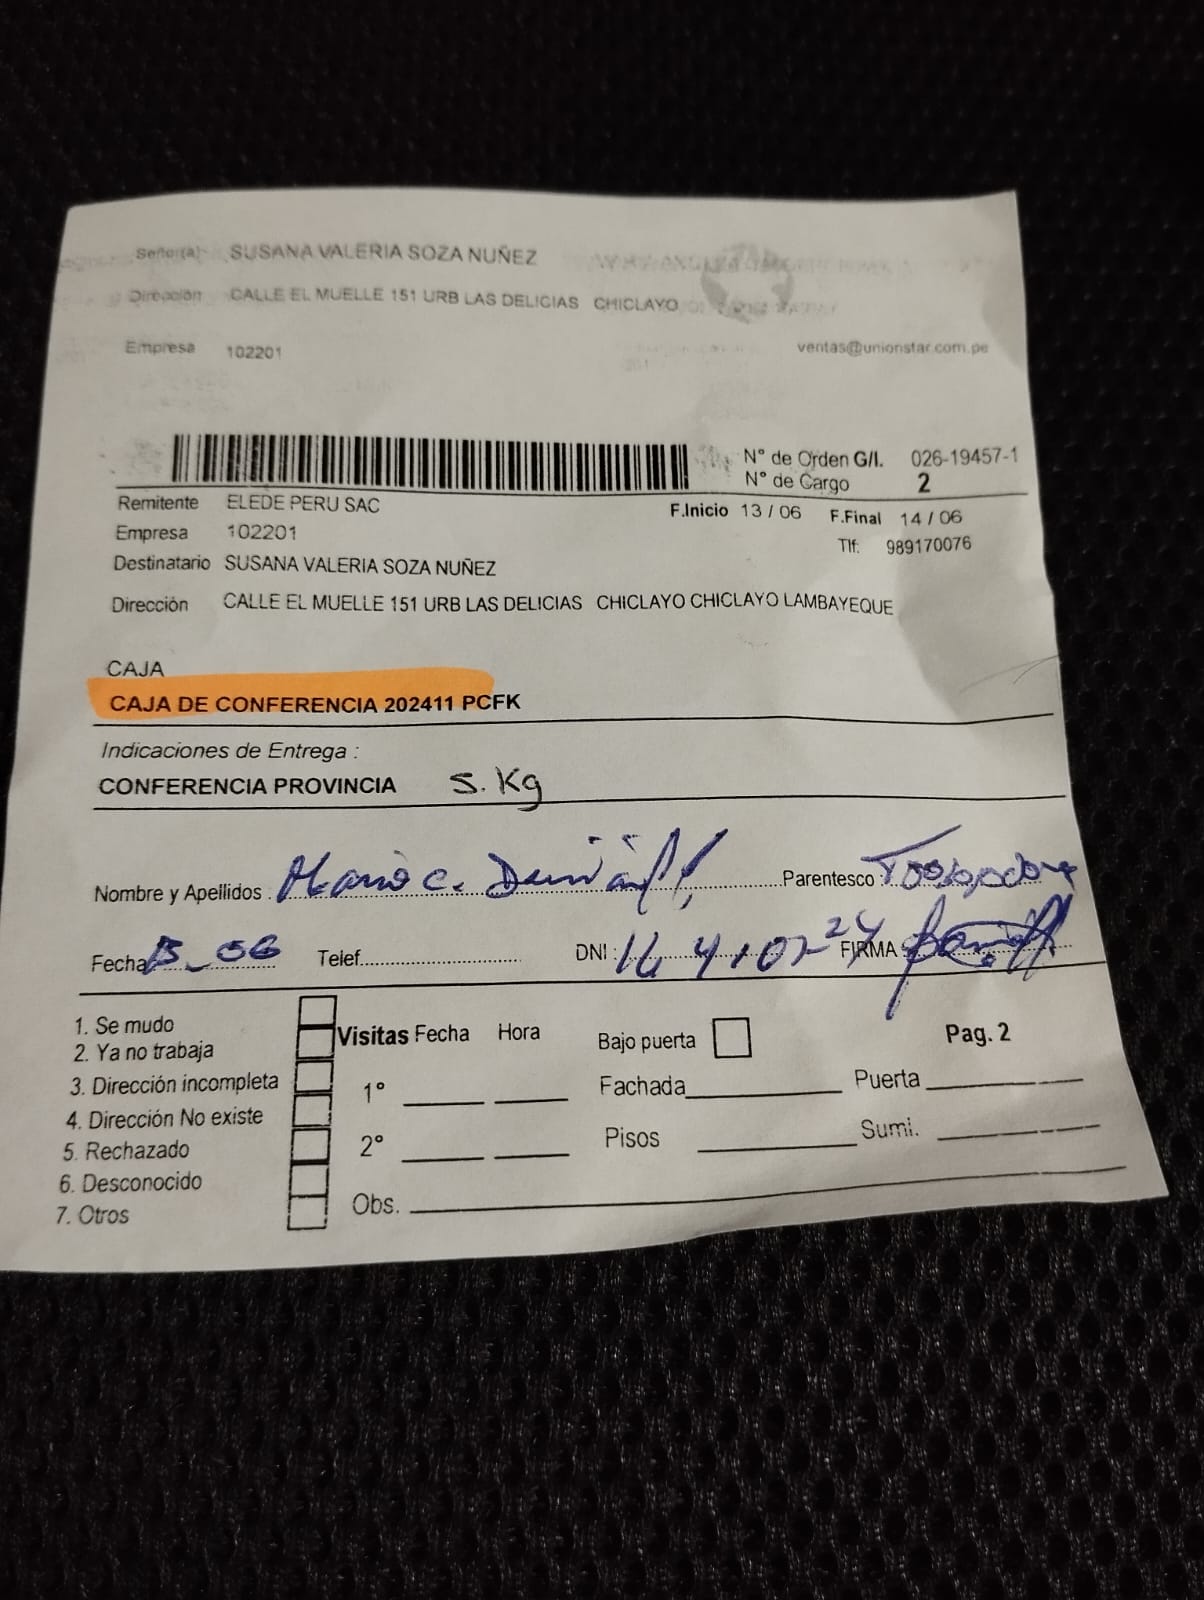 Señor(a) SUSANA VALERIA SOZA NUÑEZ
Dirección CALLE EL MUELLE 151 URB LAS DELICIAS CHICLAYO
Empresa 102201
ventas@unionstar.com.pe
N° de Orden G/I. 026-19457-1
N° de Cargo 2
Remitente ELEDE PERU SAC
F.Inicio 13 / 06 F.Final 14 / 06
Empresa 102201
Tlf: 989170076
Destinatario SUSANA VALERIA SOZA NUÑEZ
Dirección CALLE EL MUELLE 151 URB LAS DELICIAS CHICLAYO CHICLAYO LAMBAYEQUE
CAJA
CAJA DE CONFERENCIA 202411 PCFK
Indicaciones de Entrega :
CONFERENCIA PROVINCIA 5. Kg
Nombre y Apellidos : C. Parentesco :
Fecha 15_06 Telef. DNI : FIRMA
1. Se mudo
2. Ya no trabaja
3. Dirección incompleta
4. Dirección No existe
5. Rechazado
6. Desconocido
7. Otros
Visitas Fecha Hora
1°
2°
Obs.
Bajo puerta
Fachada
Pisos
Pag. 2
Puerta
Sumi.